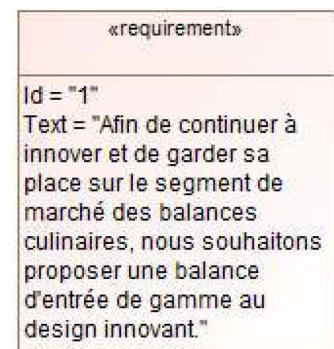 «requirement»
Id = "1"
Text = "Afin de continuer à
innover et de garder sa
place sur le segment de
marché des balances
culinaires, nous souhaitons
proposer une balance
d'entrée de gamme au
design innovant."